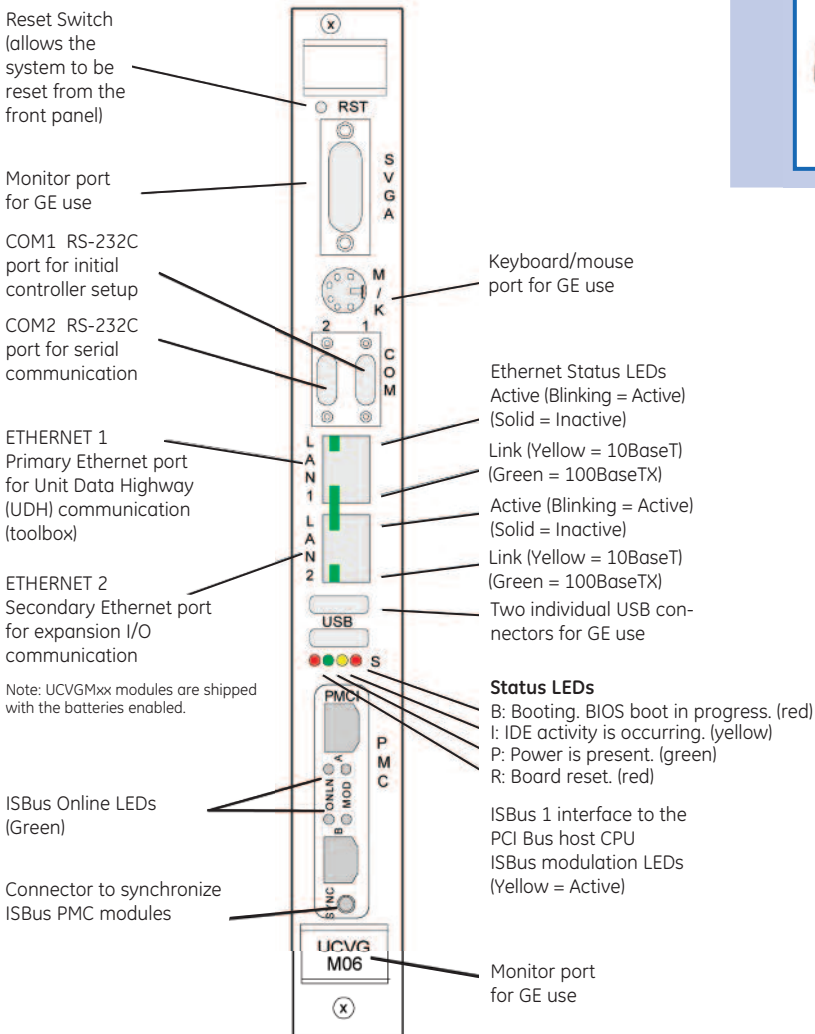 Reset Switch
(allows the
system to be
reset from the
front panel)
Monitor port
for GE use
COM1 RS-232C
port for initial
controller setup
COM2 RS-232C
port for serial
communication
ETHERNET 1
Primary Ethernet port
for Unit Data Highway
(UDH) communication
(toolbox)
ETHERNET 2
Secondary Ethernet port
for expansion I/O
communication
Note: UCVGMxx modules are shipped
with the batteries enabled.
ISBus Online LEDs
(Green)
Connector to synchronize
ISBus PMC modules
x
RST
SVGA
M/K
2 1
COM
LAN1
LAN2
USB
S
PMCI
PMC
A
ONLN MOD
B
SYNC
UCVG
M06
x
Keyboard/mouse
port for GE use
Ethernet Status LEDs
Active (Blinking = Active)
(Solid = Inactive)
Link (Yellow = 10BaseT)
(Green = 100BaseTX)
Active (Blinking = Active)
(Solid = Inactive)
Link (Yellow = 10BaseT)
(Green = 100BaseTX)
Two individual USB con-
nectors for GE use
Status LEDs
B: Booting. BIOS boot in progress. (red)
I: IDE activity is occurring. (yellow)
P: Power is present. (green)
R: Board reset. (red)
ISBus 1 interface to the
PCI Bus host CPU
ISBus modulation LEDs
(Yellow = Active)
Monitor port
for GE use